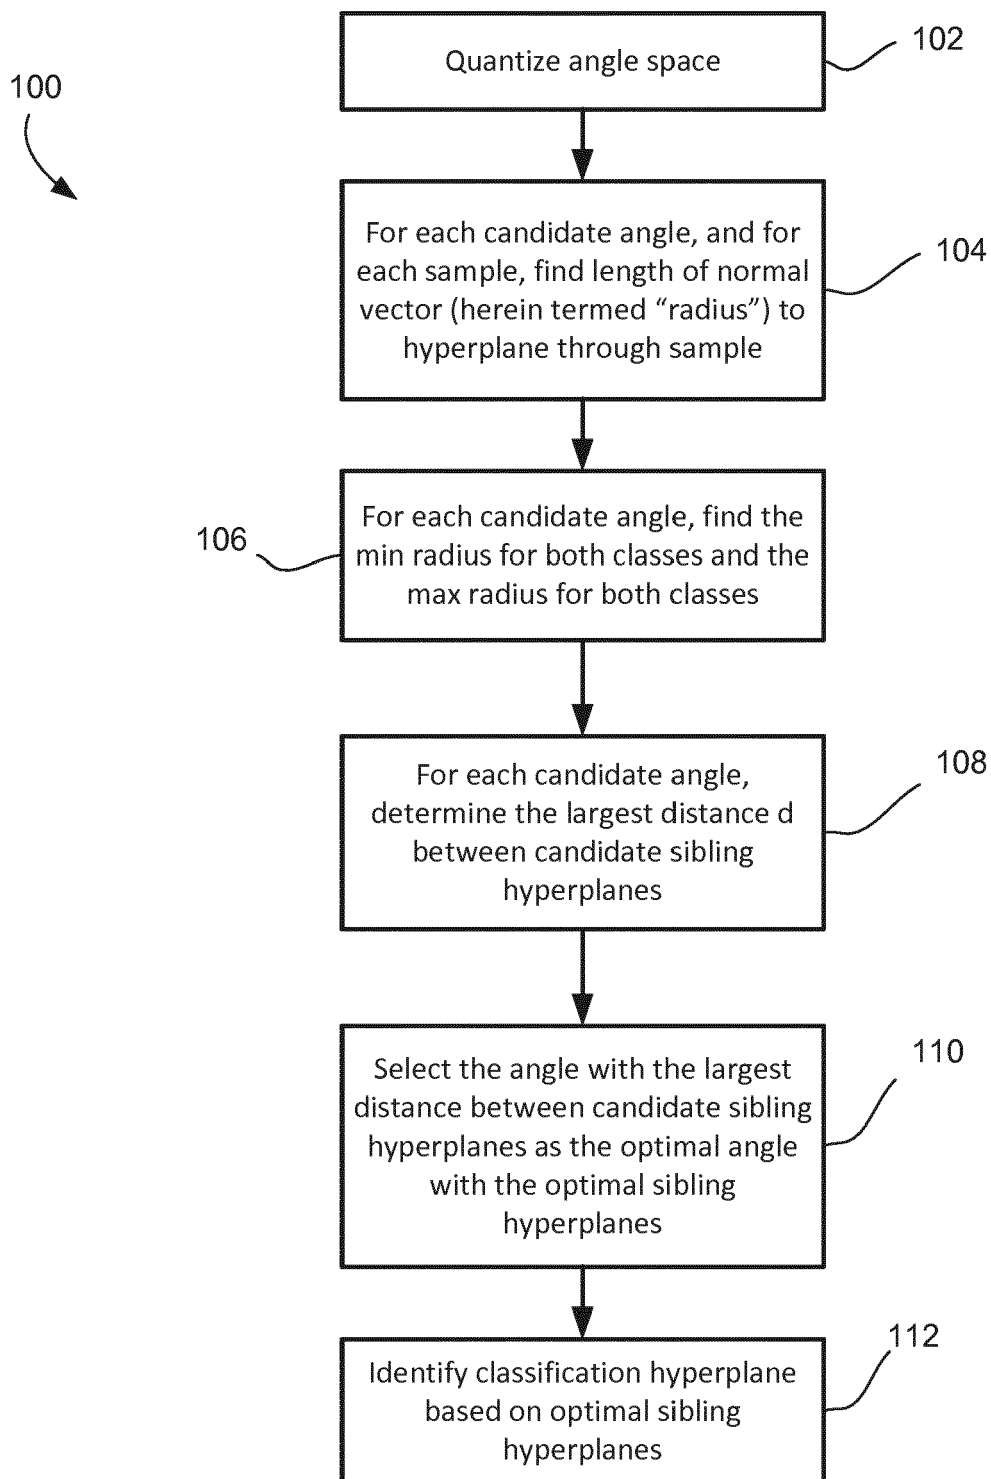 100
Quantize angle space
102
For each candidate angle, and for
each sample, find length of normal
vector (herein termed “radius”) to
hyperplane through sample
104
For each candidate angle, find the
min radius for both classes and the
max radius for both classes
106
For each candidate angle,
determine the largest distance d
between candidate sibling
hyperplanes
108
Select the angle with the largest
distance between candidate sibling
hyperplanes as the optimal angle
with the optimal sibling
hyperplanes
110
Identify classification hyperplane
based on optimal sibling
hyperplanes
112